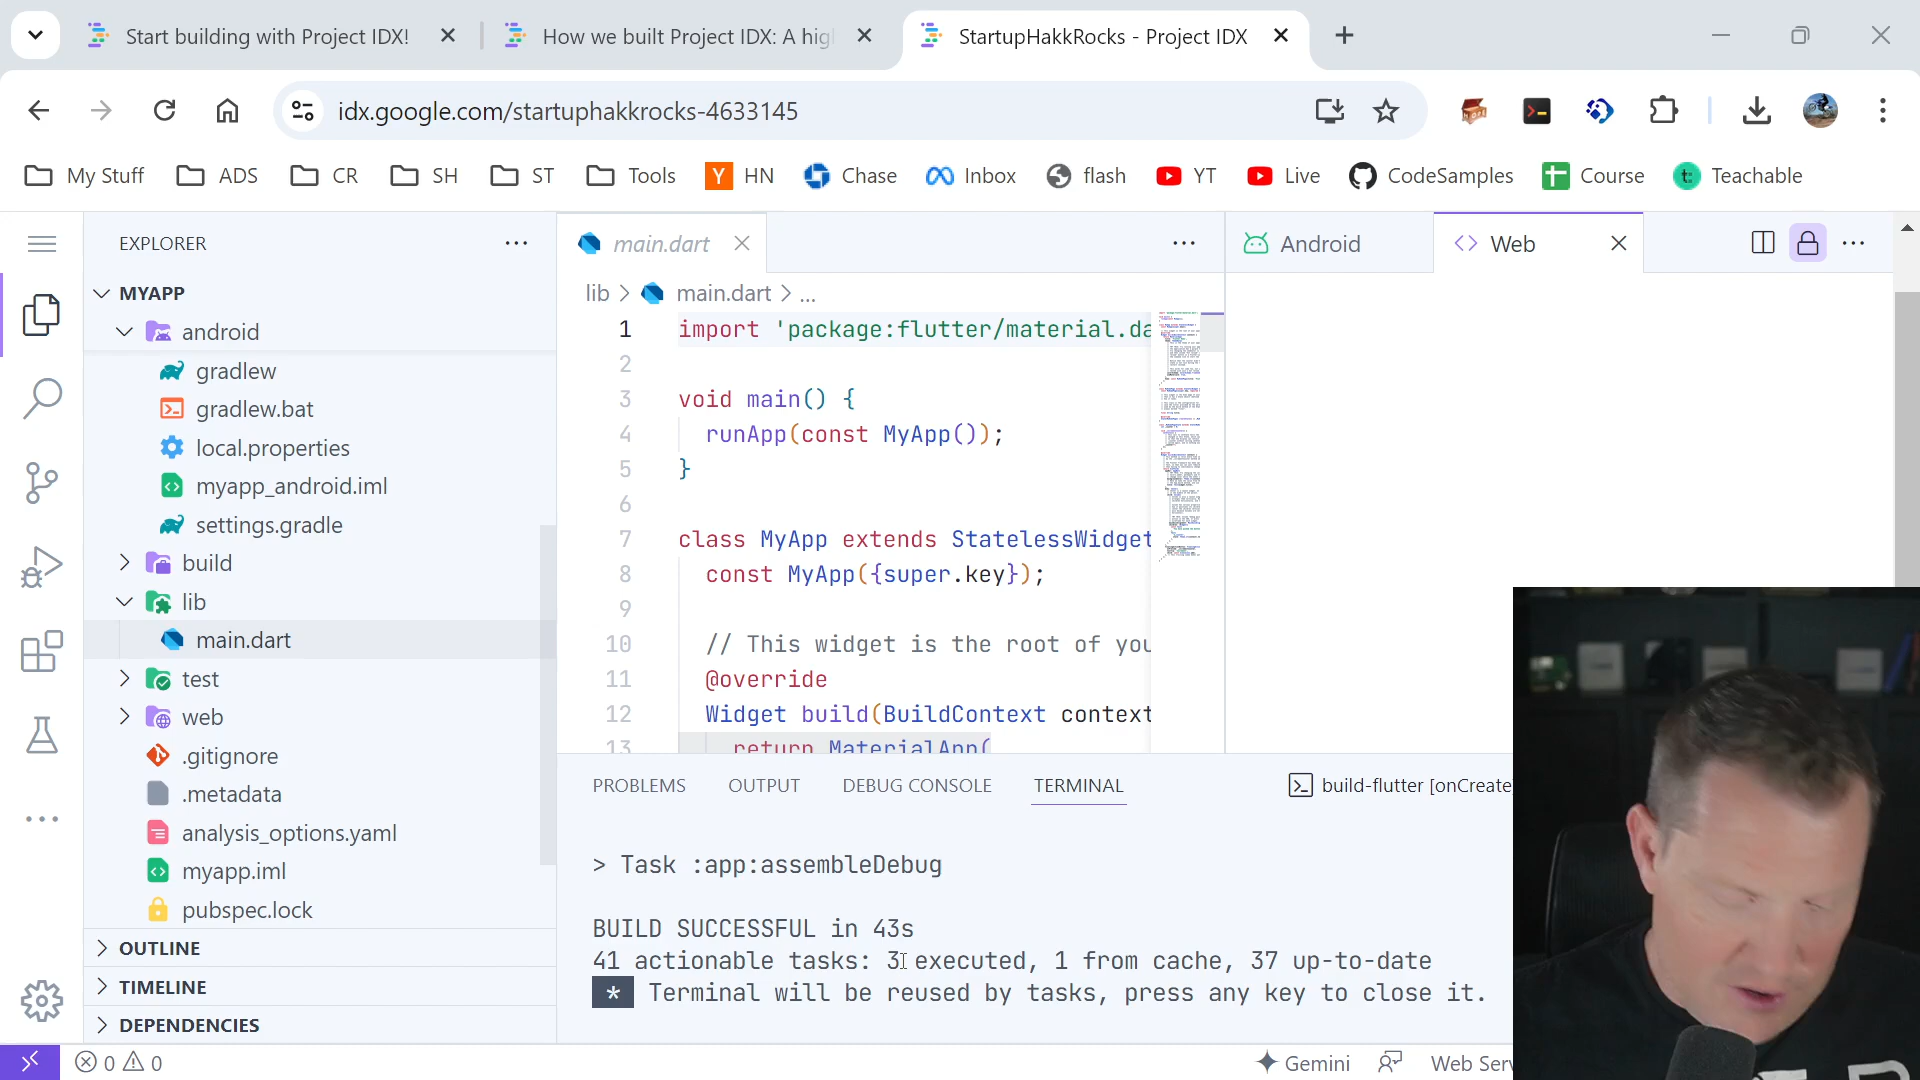 Start building with Project IDX!
How we built Project IDX: A hig
StartupHakkRocks - Project IDX
idx.google.com/startuphakkrocks-4633145
My Stuff
ADS
CR
SH
ST
Tools
HN
Chase
Inbox
flash
YT
Live
CodeSamples
Course
Teachable
EXPLORER
main.dart
Android
Web
MYAPP
android
gradlew
gradlew.bat
local.properties
myapp_android.iml
settings.gradle
build
lib
main.dart
test
web
.gitignore
.metadata
analysis_options.yaml
myapp.iml
pubspec.lock
OUTLINE
TIMELINE
DEPENDENCIES
lib > main.dart > ...
1 import 'package:flutter/material.da
2
3 void main() {
4 runApp(const MyApp());
5 }
6
7 class MyApp extends StatelessWidget
8 const MyApp({super.key});
9
10 // This widget is the root of you
11 @override
12 Widget build(BuildContext context
13 return MaterialApp(
PROBLEMS
OUTPUT
DEBUG CONSOLE
TERMINAL
build-flutter [onCreate
> Task :app:assembleDebug
BUILD SUCCESSFUL in 43s
41 actionable tasks: 3 executed, 1 from cache, 37 up-to-date
* Terminal will be reused by tasks, press any key to close it.
0 0
Gemini
Web Serv